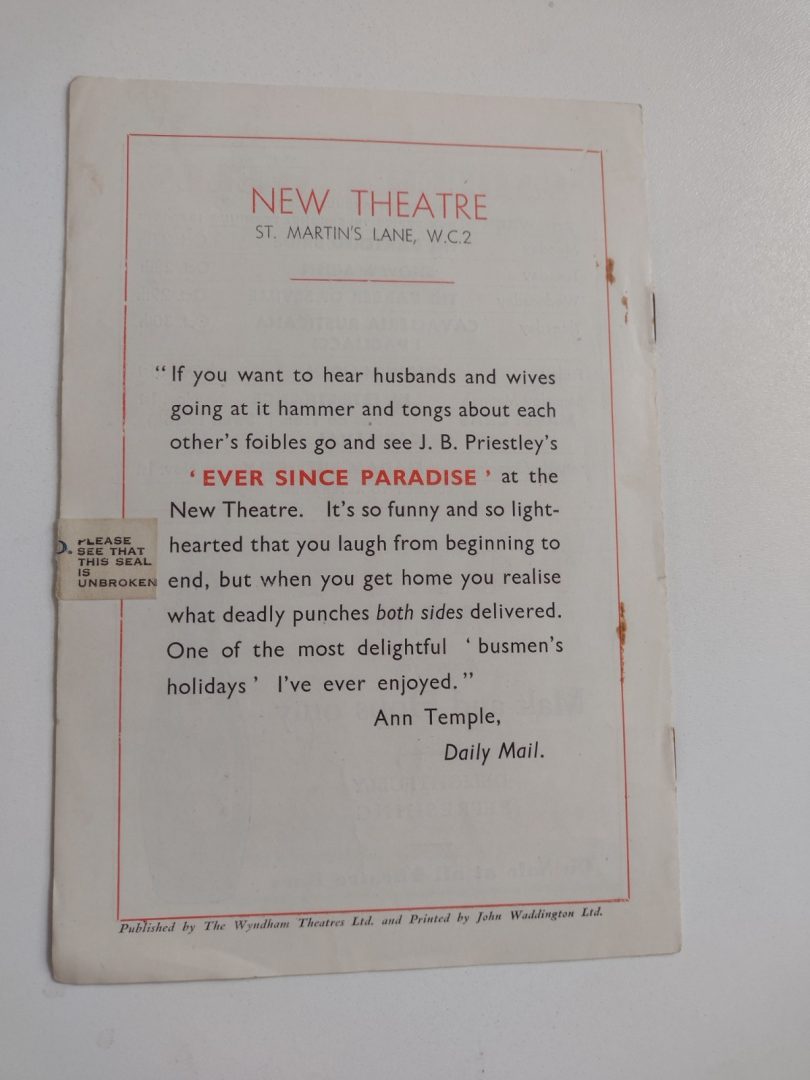 NEW THEATRE
ST. MARTIN'S LANE, W.C.2
“If you want to hear husbands and wives
going at it hammer and tongs about each
other's foibles go and see J. B. Priestley's
‘EVER SINCE PARADISE’ at the
New Theatre. It's so funny and so light-
hearted that you laugh from beginning to
end, but when you get home you realise
what deadly punches both sides delivered.
One of the most delightful ‘busmen's
holidays’ I've ever enjoyed.”
Ann Temple,
Daily Mail.
PLEASE
SEE THAT
THIS SEAL
IS
UNBROKEN
Published by The Wyndham Theatres Ltd. and Printed by John Waddington Ltd.